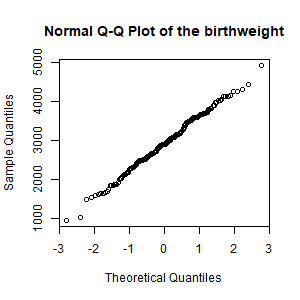 Normal Q-Q Plot of the birthweight
Sample Quantiles
5000
4000
3000
2000
1000
-3 -2 -1 0 1 2 3
Theoretical Quantiles